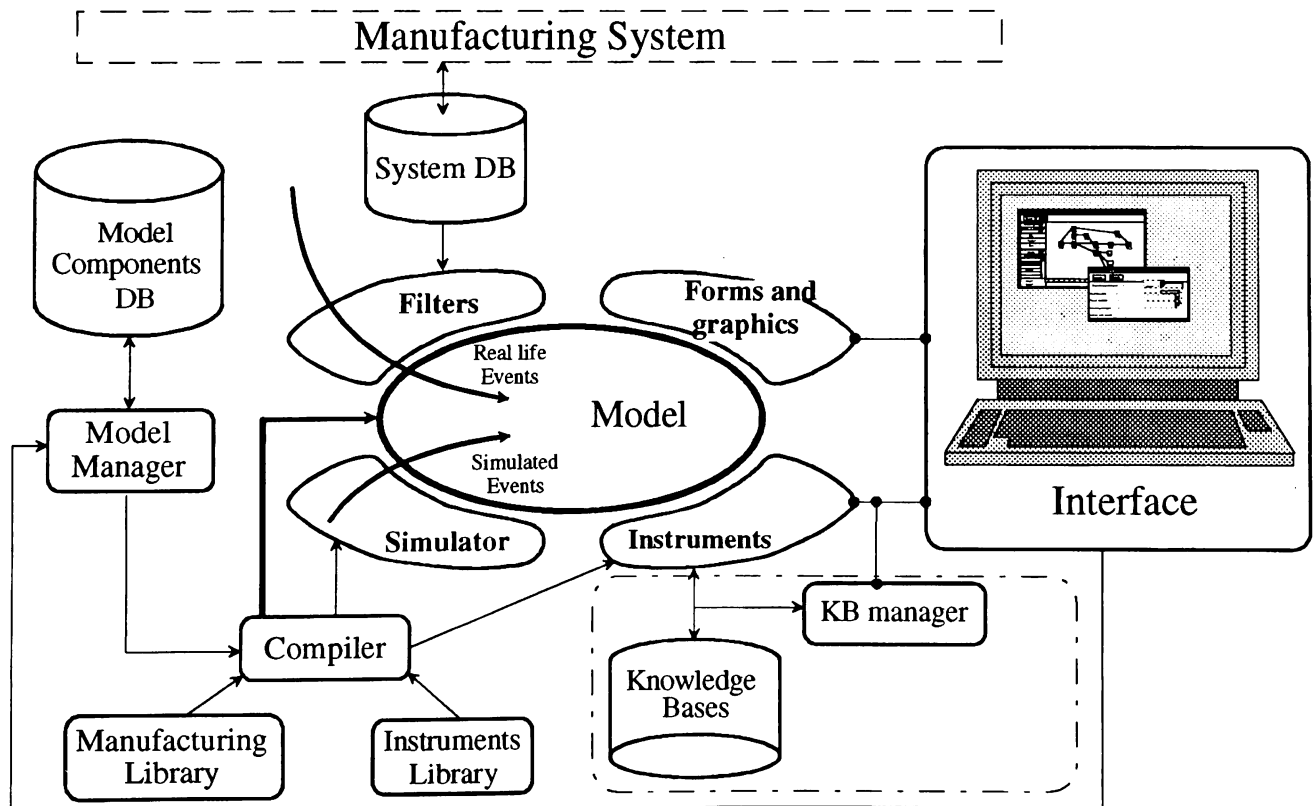 Manufacturing System
System DB
Model
Components
DB
Filters
Forms and
graphics
Real life
Events
Model
Model
Manager
Simulated
Events
Interface
Simulator
Instruments
KB manager
Compiler
Knowledge
Bases
Manufacturing
Library
Instruments
Library